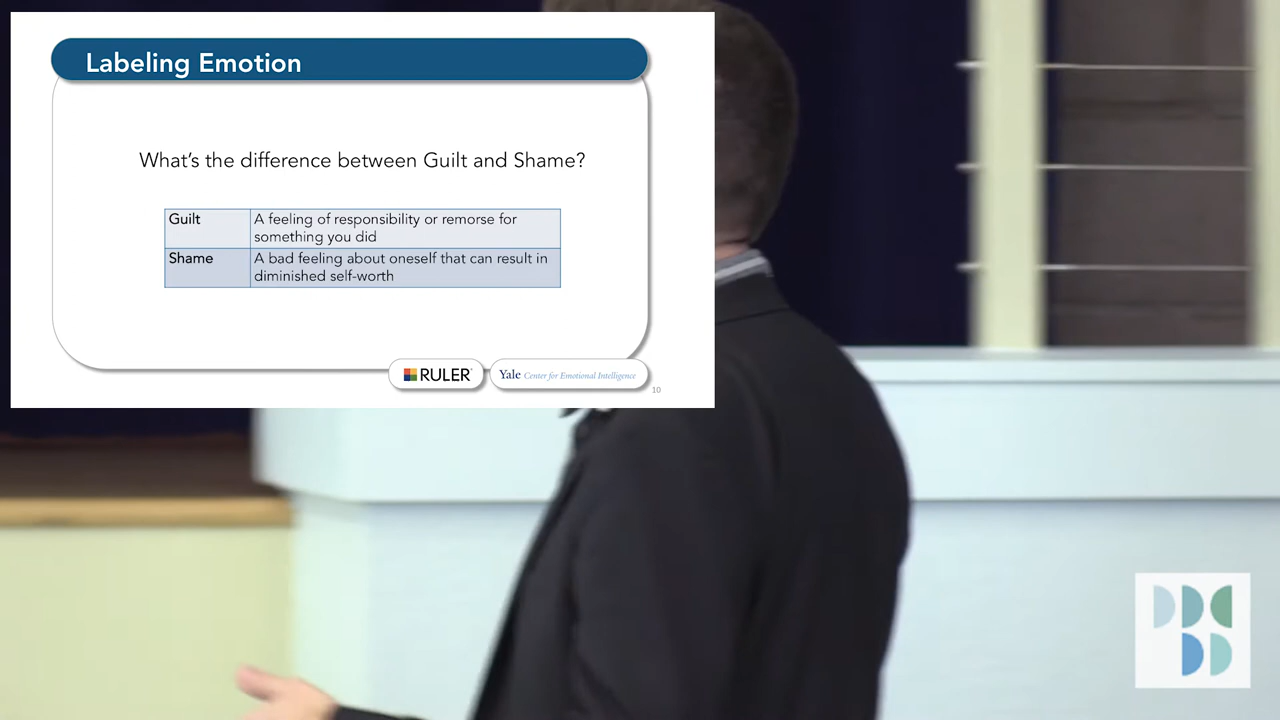 Labeling Emotion
What's the difference between Guilt and Shame?
Guilt
A feeling of responsibility or remorse for
something you did
Shame
A bad feeling about oneself that can result in
diminished self-worth
RULER
Yale Center for Emotional Intelligence
10